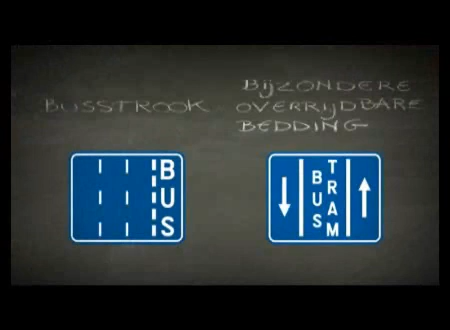 BUSSTROOK
BIJZONDERE
OVERRIJDBARE
BEDDING
BUS
BUS
TRAM